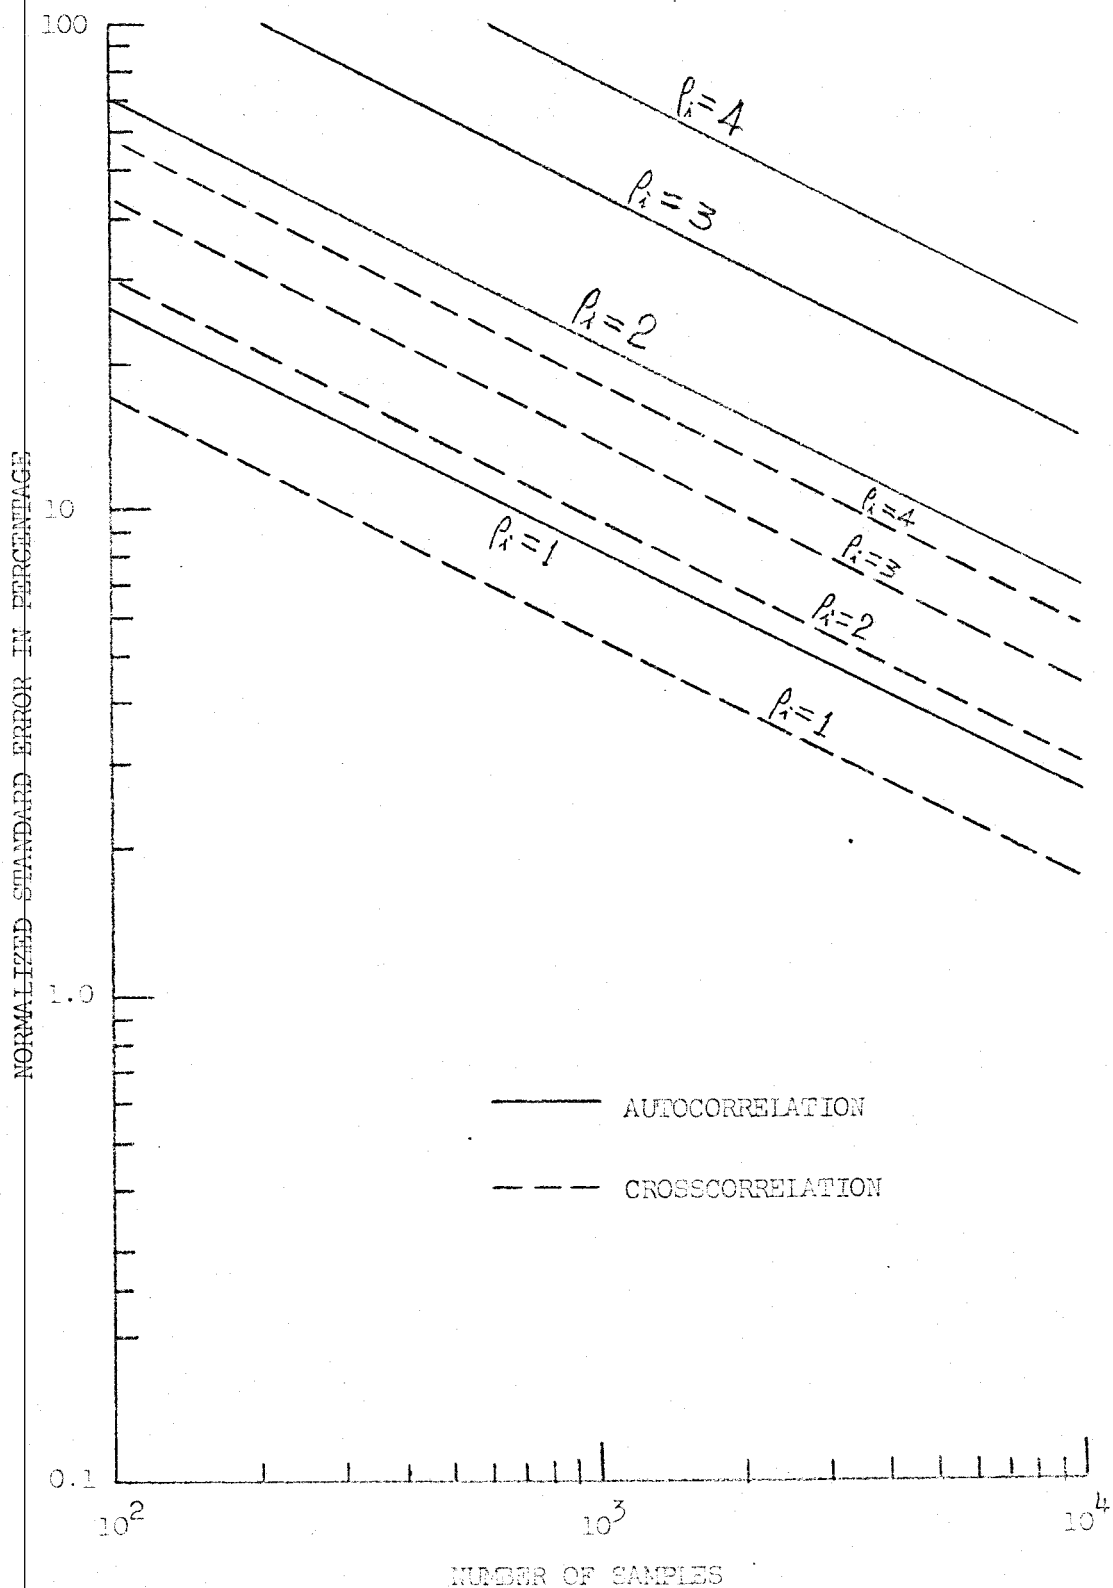 100
ρi=4
ρi=3
ρi=2
ρi=4
10
ρi=1
ρi=3
ρi=2
ρi=1
NORMALIZED STANDARD ERROR IN PERCENTAGE
1.0
AUTOCORRELATION
CROSSCORRELATION
0.1
10²
10³
10⁴
NUMBER OF SAMPLES